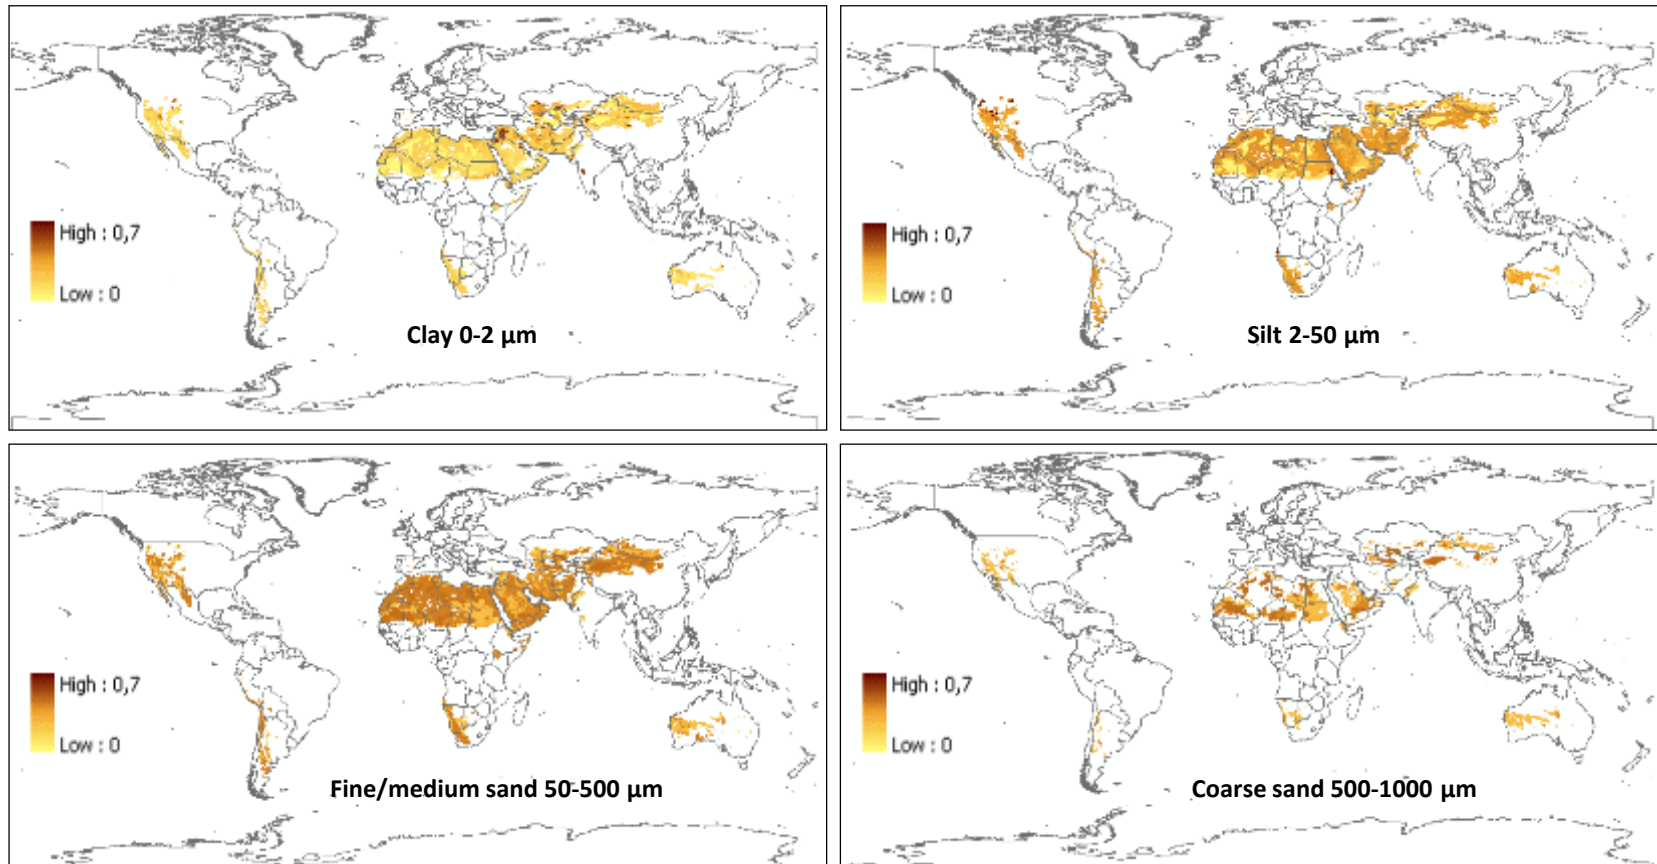 High : 0,7
Low : 0
Clay 0-2 μm
High : 0,7
Low : 0
Silt 2-50 μm
High : 0,7
Low : 0
Fine/medium sand 50-500 μm
High : 0,7
Low : 0
Coarse sand 500-1000 μm